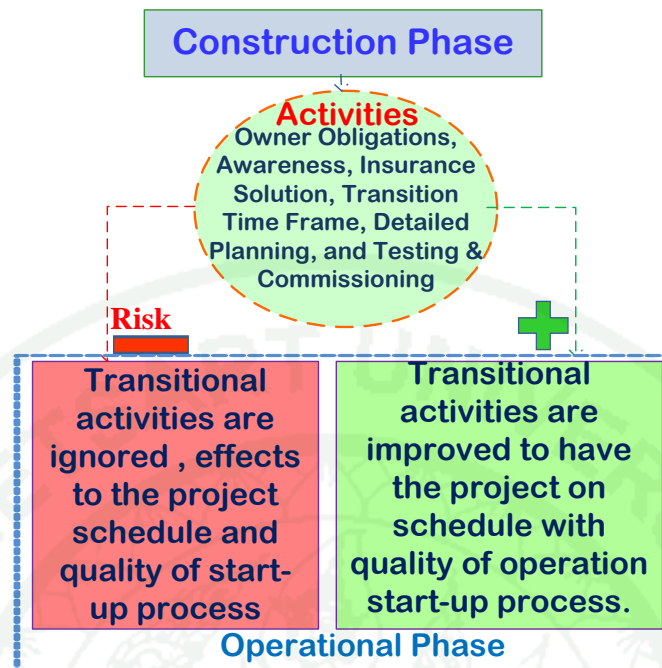 Construction Phase
Activities
Owner Obligations,
Awareness, Insurance
Solution, Transition
Time Frame, Detailed
Planning, and Testing &
Commissioning
Risk
Transitional
activities are
ignored , effects
to the project
schedule and
quality of start-
up process
Transitional
activities are
improved to have
the project on
schedule with
quality of operation
start-up process.
Operational Phase